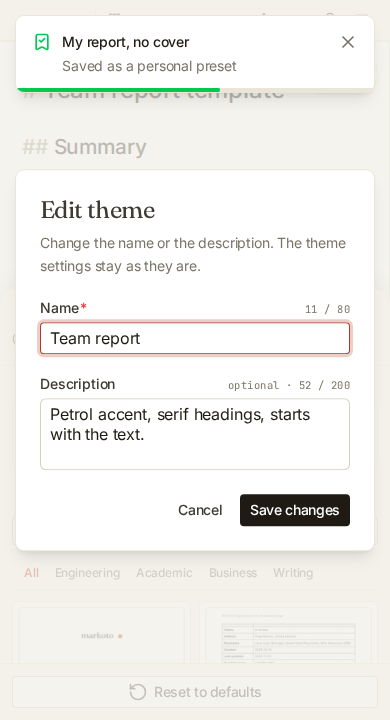 My report, no cover
Saved as a personal preset
# Team report template
## Summary
Edit theme
Change the name or the description. The theme
settings stay as they are.
Name* 11 / 80
Team report
Description optional · 52 / 200
Petrol accent, serif headings, starts
with the text.
Cancel Save changes
All Engineering Academic Business Writing
markoto
Reset to defaults